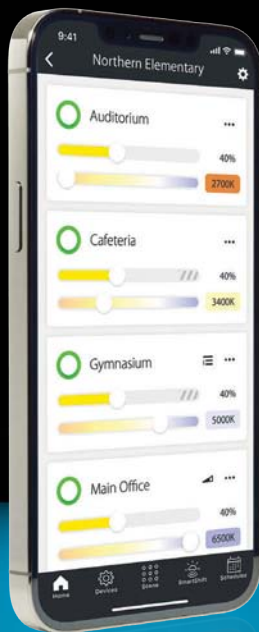 9:41
Northern Elementary
Auditorium
40%
2700K
Cafeteria
40%
3400K
Gymnasium
40%
5000K
Main Office
40%
6500K
Home Devices Scene SmartShift Schedules